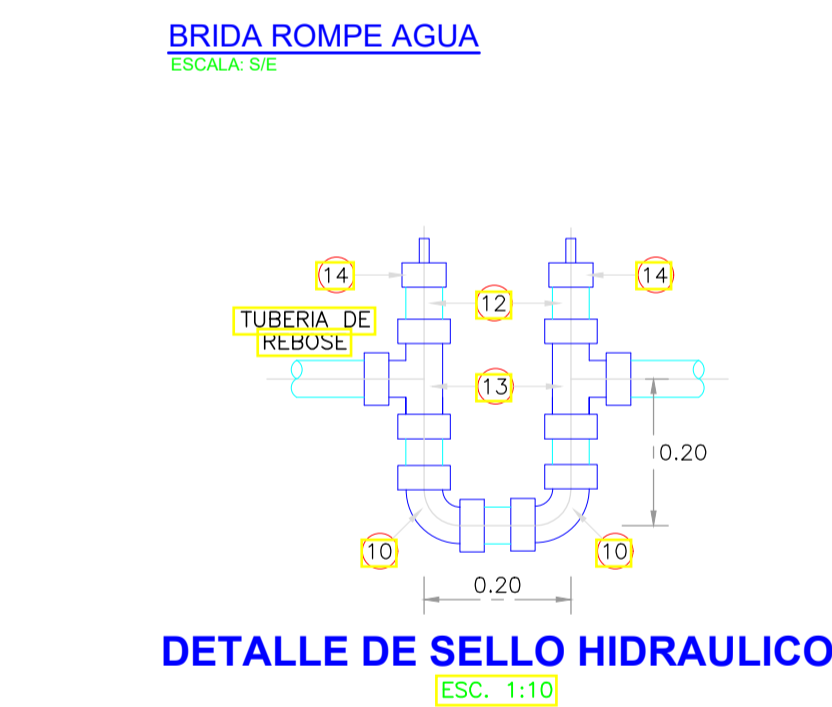 BRIDA ROMPE AGUA
ESCALA: S/E
14
14
12
TUBERIA DE
REBOSE
13
0.20
10
10
0.20
DETALLE DE SELLO HIDRAULICO
ESC. 1:10